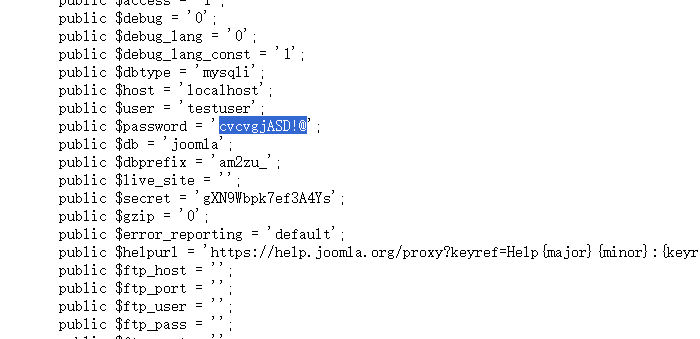 public $access = '1';
public $debug = '0';
public $debug_lang = '0';
public $debug_lang_const = '1';
public $dbtype = 'mysqli';
public $host = 'localhost';
public $user = 'testuser';
public $password = 'cvcvgjASD!@';
public $db = 'joomla';
public $dbprefix = 'am2zu_';
public $live_site = '';
public $secret = 'gXN9Wbpk7ef3A4Ys';
public $gzip = '0';
public $error_reporting = 'default';
public $helpurl = 'https://help.joomla.org/proxy?keyref=Help{major}{minor}:{keyr
public $ftp_host = '';
public $ftp_port = '';
public $ftp_user = '';
public $ftp_pass = '';